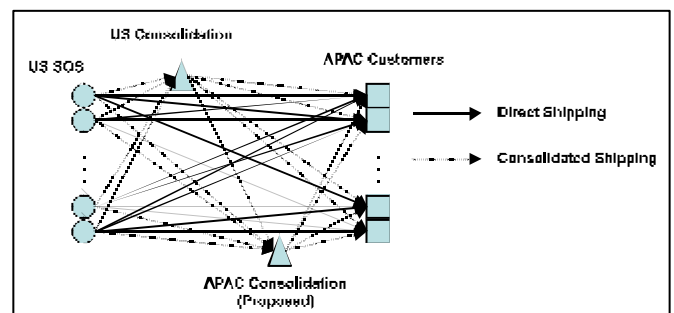 US Consolidation
US SOS
APAC Customers
Direct Shipping
Consolidated Shipping
APAC Consolidation
(Proposed)